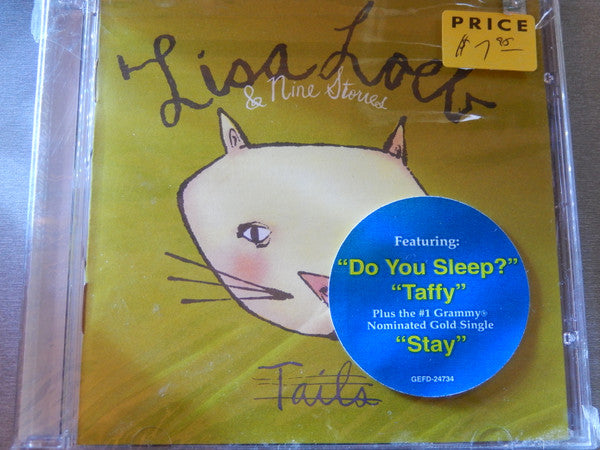 PRICE
$7.95
Lisa Loeb
& Nine Stories
Featuring:
"Do You Sleep?"
"Taffy"
Plus the #1 Grammy®
Nominated Gold Single
"Stay"
GEFD-24734
Tails